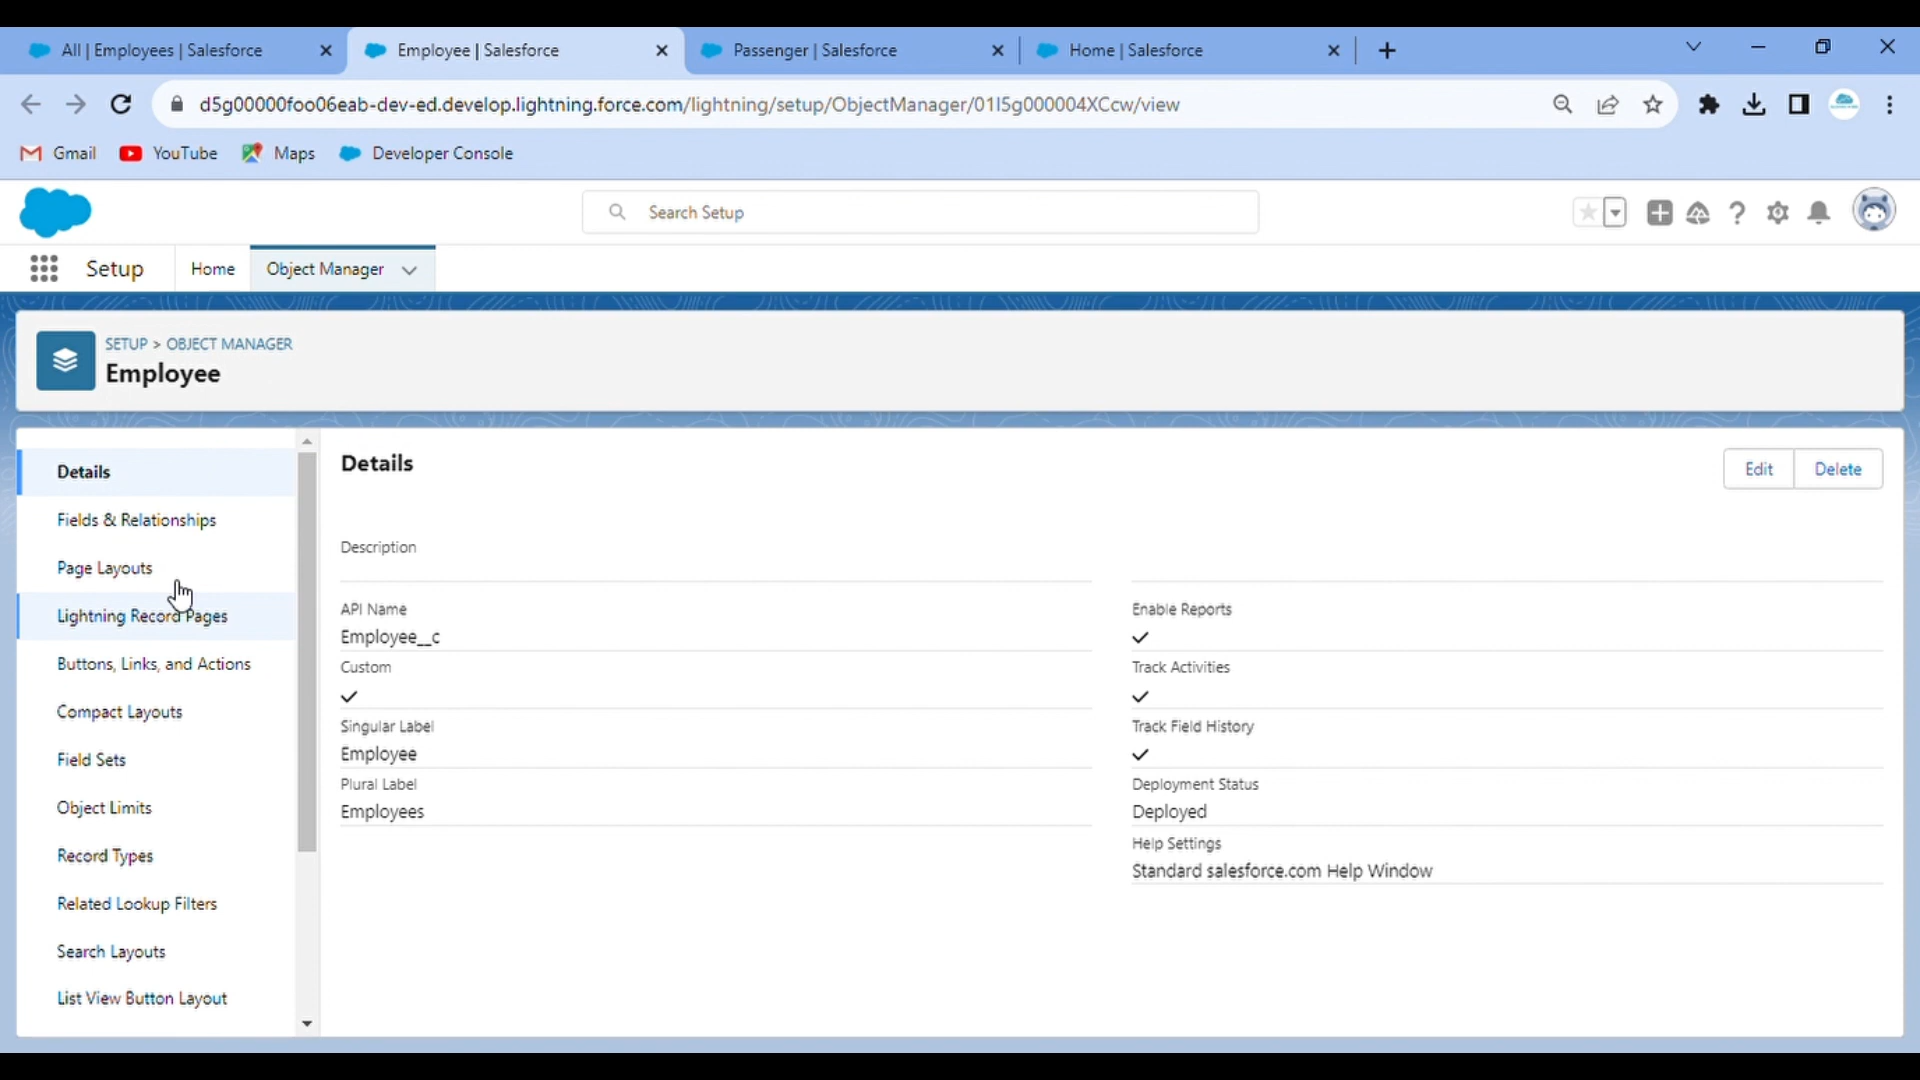 All | Employees | Salesforce
Employee | Salesforce
Passenger | Salesforce
Home | Salesforce
d5g00000foo06eab-dev-ed.develop.lightning.force.com/lightning/setup/ObjectManager/01I5g000004XCcw/view
Gmail
YouTube
Maps
Developer Console
Search Setup
Setup
Home
Object Manager
SETUP > OBJECT MANAGER
Employee
Details
Fields & Relationships
Page Layouts
Lightning Record Pages
Buttons, Links, and Actions
Compact Layouts
Field Sets
Object Limits
Record Types
Related Lookup Filters
Search Layouts
List View Button Layout
Details
Edit
Delete
Description
API Name
Employee__c
Custom
Singular Label
Employee
Plural Label
Employees
Enable Reports
Track Activities
Track Field History
Deployment Status
Deployed
Help Settings
Standard salesforce.com Help Window